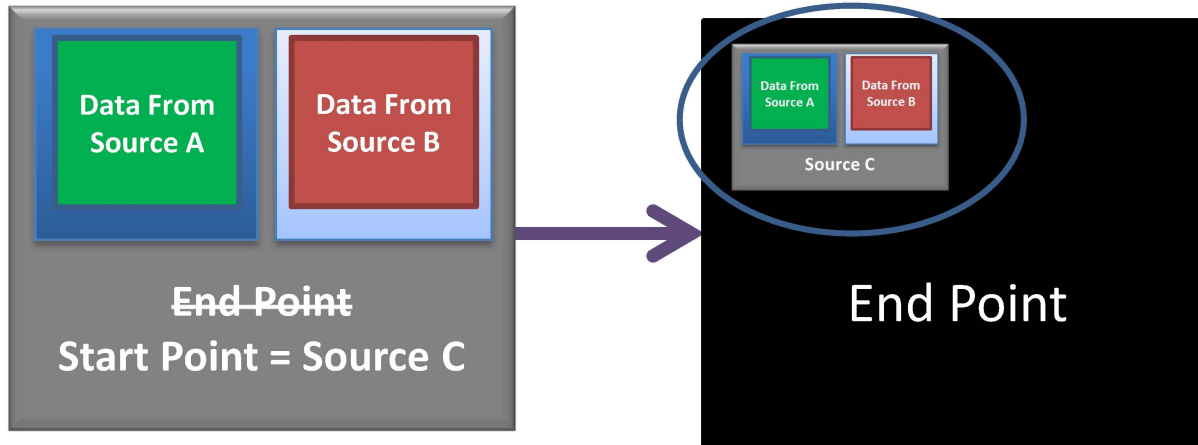 Data From
Source A
Data From
Source B
End Point
Start Point = Source C
Data From
Source A
Data From
Source B
Source C
End Point